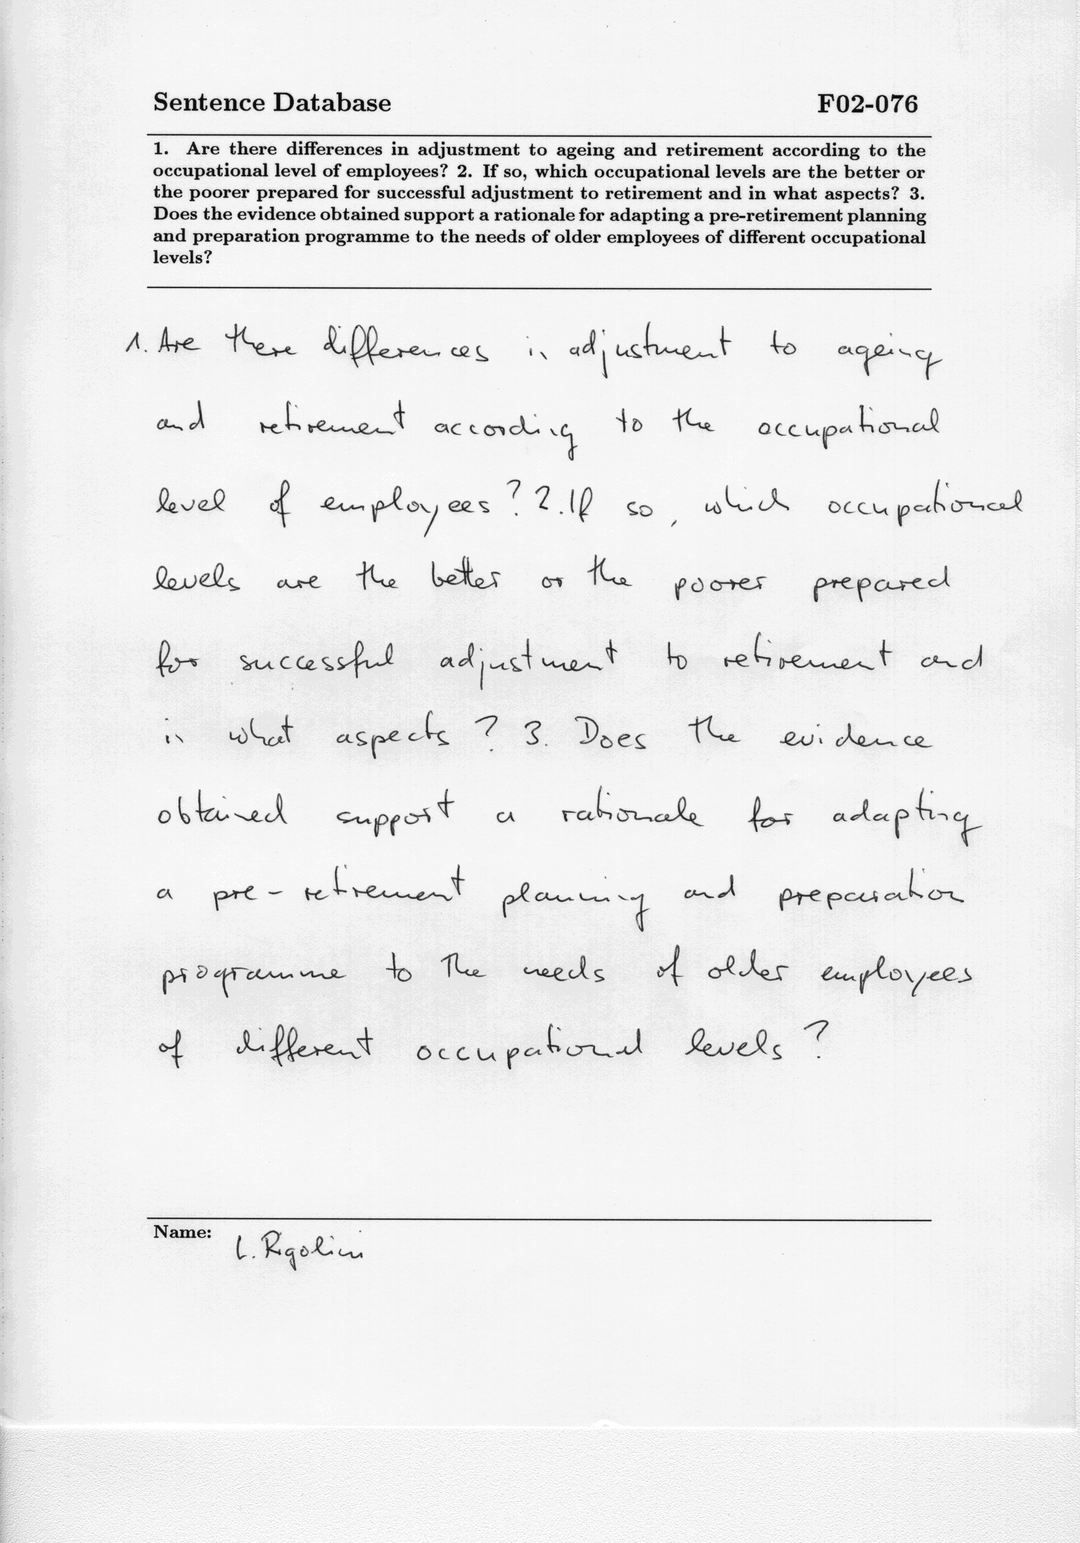 Sentence Database F02-076
1. Are there differences in adjustment to ageing and retirement according to the
occupational level of employees? 2. If so, which occupational levels are the better or
the poorer prepared for successful adjustment to retirement and in what aspects? 3.
Does the evidence obtained support a rationale for adapting a pre-retirement planning
and preparation programme to the needs of older employees of different occupational
levels?
1. Are there differences in adjustment to ageing
and retirement according to the occupational
level of employees? 2. If so, which occupational
levels are the better or the poorer prepared
for successful adjustment to retirement and
in what aspects? 3. Does the evidence
obtained support a rationale for adapting
a pre-retirement planning and preparation
programme to the needs of older employees
of different occupational levels?
Name: L. Rigolini